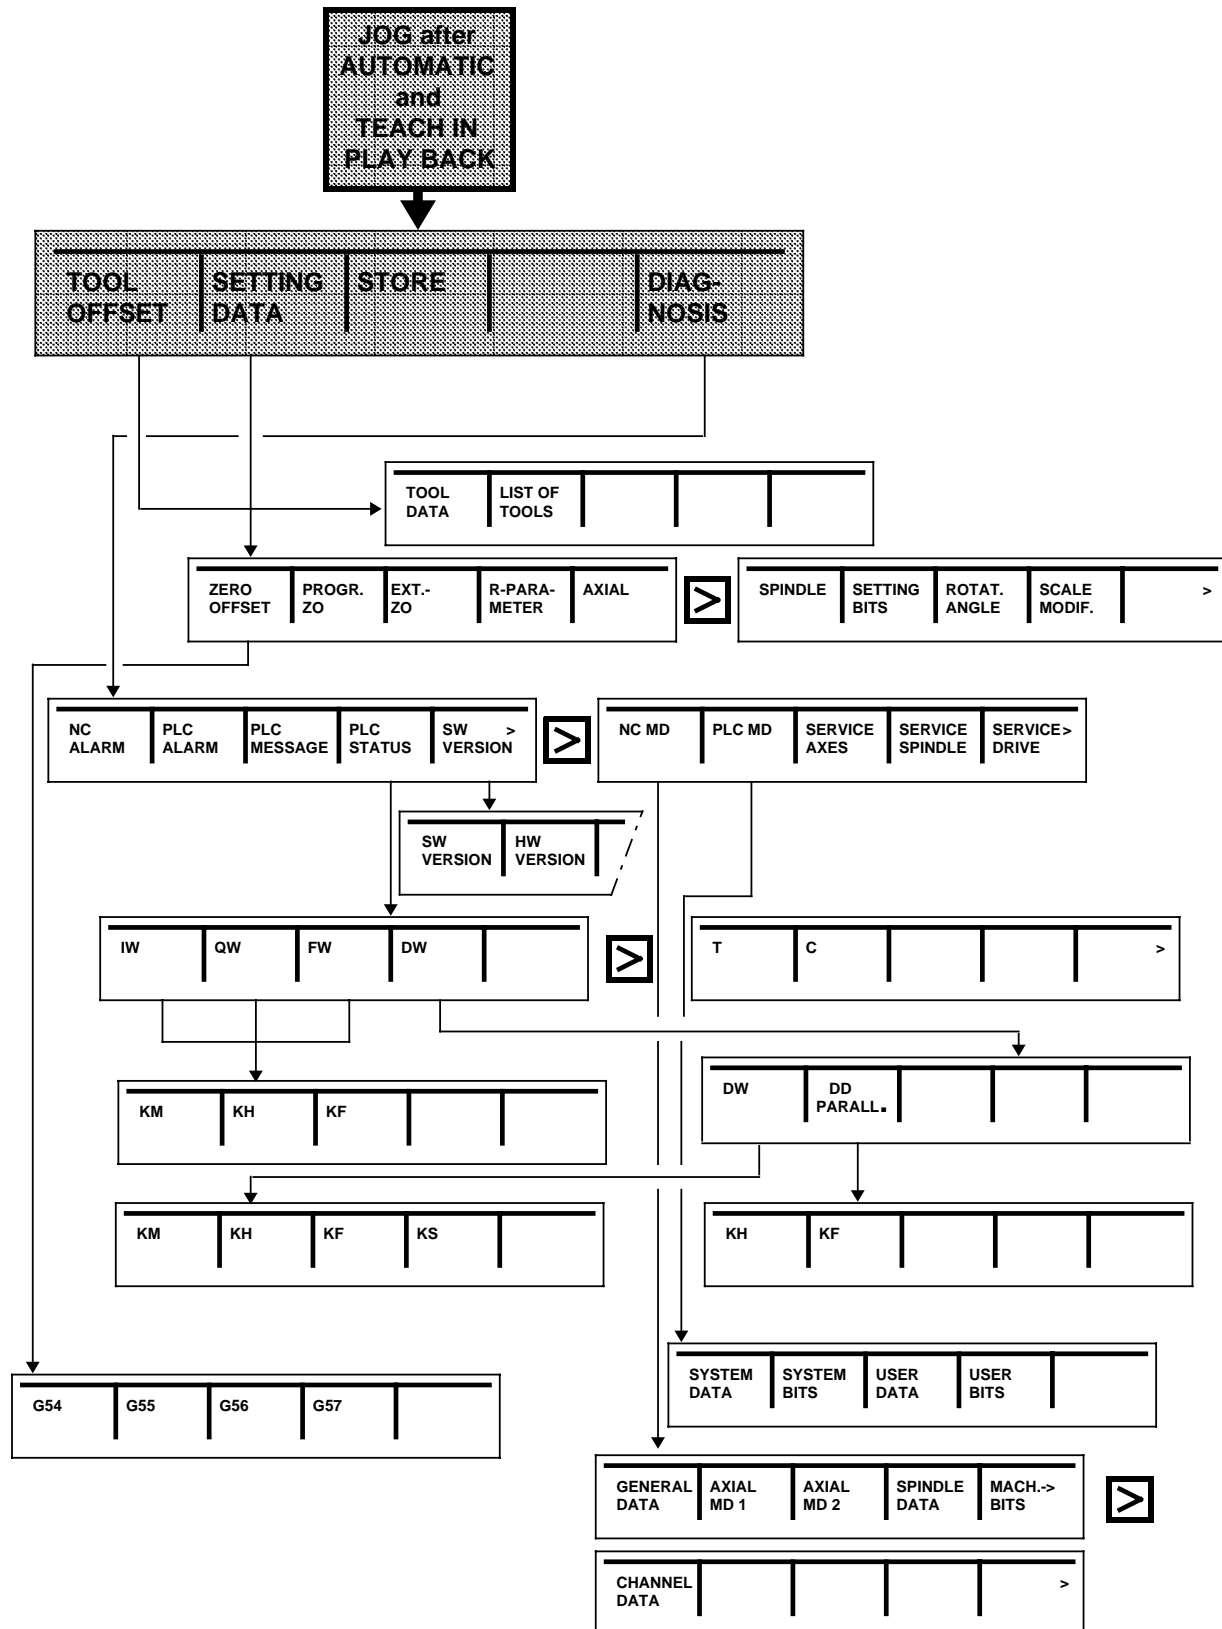 JOG after
AUTOMATIC
and
TEACH IN
PLAY BACK
TOOL OFFSET
SETTING DATA
STORE
DIAG-
NOSIS
TOOL DATA
LIST OF TOOLS
ZERO OFFSET
PROGR. ZO
EXT.- ZO
R-PARA-
METER
AXIAL
>
SPINDLE
SETTING BITS
ROTAT. ANGLE
SCALE MODIF.
>
NC ALARM
PLC ALARM
PLC MESSAGE
PLC STATUS
SW > VERSION
>
NC MD
PLC MD
SERVICE AXES
SERVICE SPINDLE
SERVICE> DRIVE
SW VERSION
HW VERSION
IW
QW
FW
DW
>
T
C
>
KM
KH
KF
DW
DD
PARALL.
KM
KH
KF
KS
KH
KF
SYSTEM DATA
SYSTEM BITS
USER DATA
USER BITS
G54
G55
G56
G57
GENERAL DATA
AXIAL MD 1
AXIAL MD 2
SPINDLE DATA
MACH.-> BITS
>
CHANNEL DATA
>